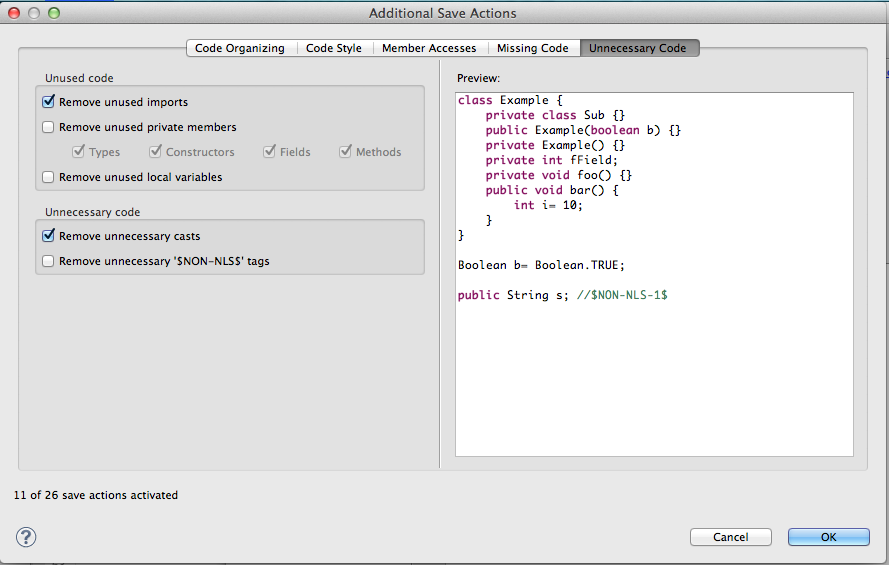 Additional Save Actions
Code Organizing Code Style Member Accesses Missing Code Unnecessary Code
Unused code
Remove unused imports
Remove unused private members
Types Constructors Fields Methods
Remove unused local variables
Unnecessary code
Remove unnecessary casts
Remove unnecessary '$NON-NLS$' tags
Preview:
class Example {
    private class Sub {}
    public Example(boolean b) {}
    private Example() {}
    private int fField;
    private void foo() {}
    public void bar() {
        int i= 10;
    }
}
Boolean b= Boolean.TRUE;
public String s; //$NON-NLS-1$
11 of 26 save actions activated
?
Cancel OK